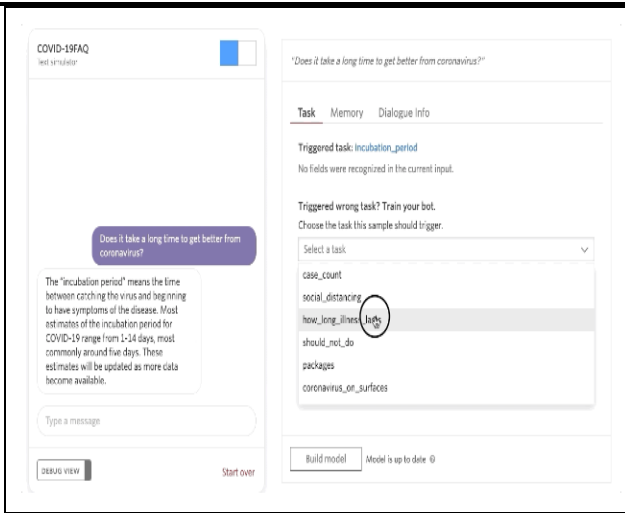 COVID-19FAQ
Text simulator
Does it take a long time to get better from
coronavirus?
The "incubation period" means the time
between catching the virus and beginning
to have symptoms of the disease. Most
estimates of the incubation period for
COVID-19 range from 1-14 days, most
commonly around five days. These
estimates will be updated as more data
become available.
Type a message
DEBUG VIEW
Start over
"Does it take a long time to get better from coronavirus?"
Task Memory Dialogue Info
Triggered task: incubation_period
No fields were recognized in the current input.
Triggered wrong task? Train your bot.
Choose the task this sample should trigger.
Select a task
case_count
social_distancing
how_long_illness_lasts
should_not_do
packages
coronavirus_on_surfaces
Build model Model is up to date